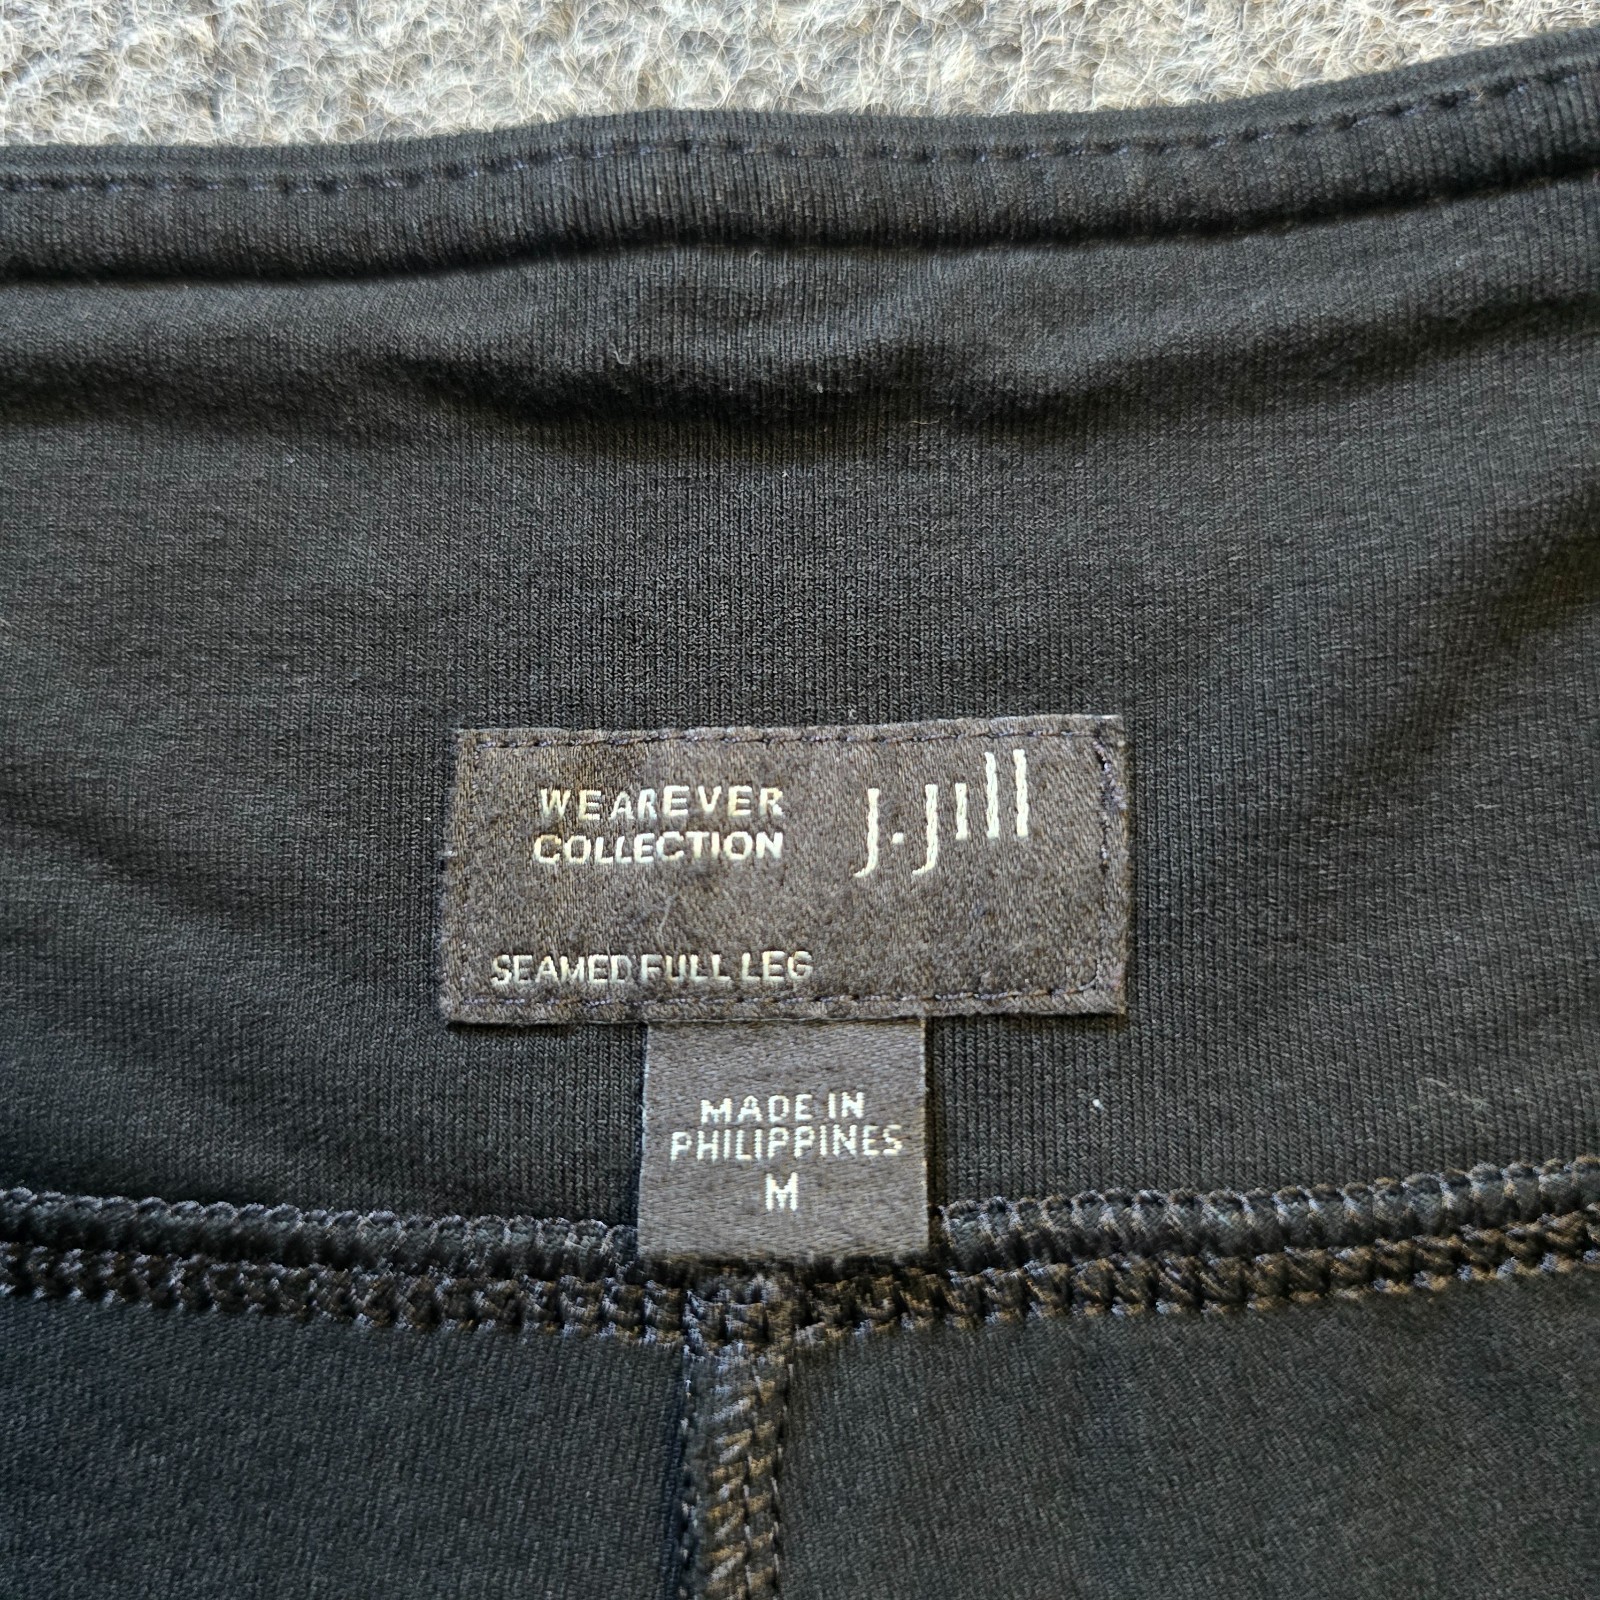 WEAREVER
COLLECTION
J.Jill
SEAMED FULL LEG
MADE IN
PHILIPPINES
M